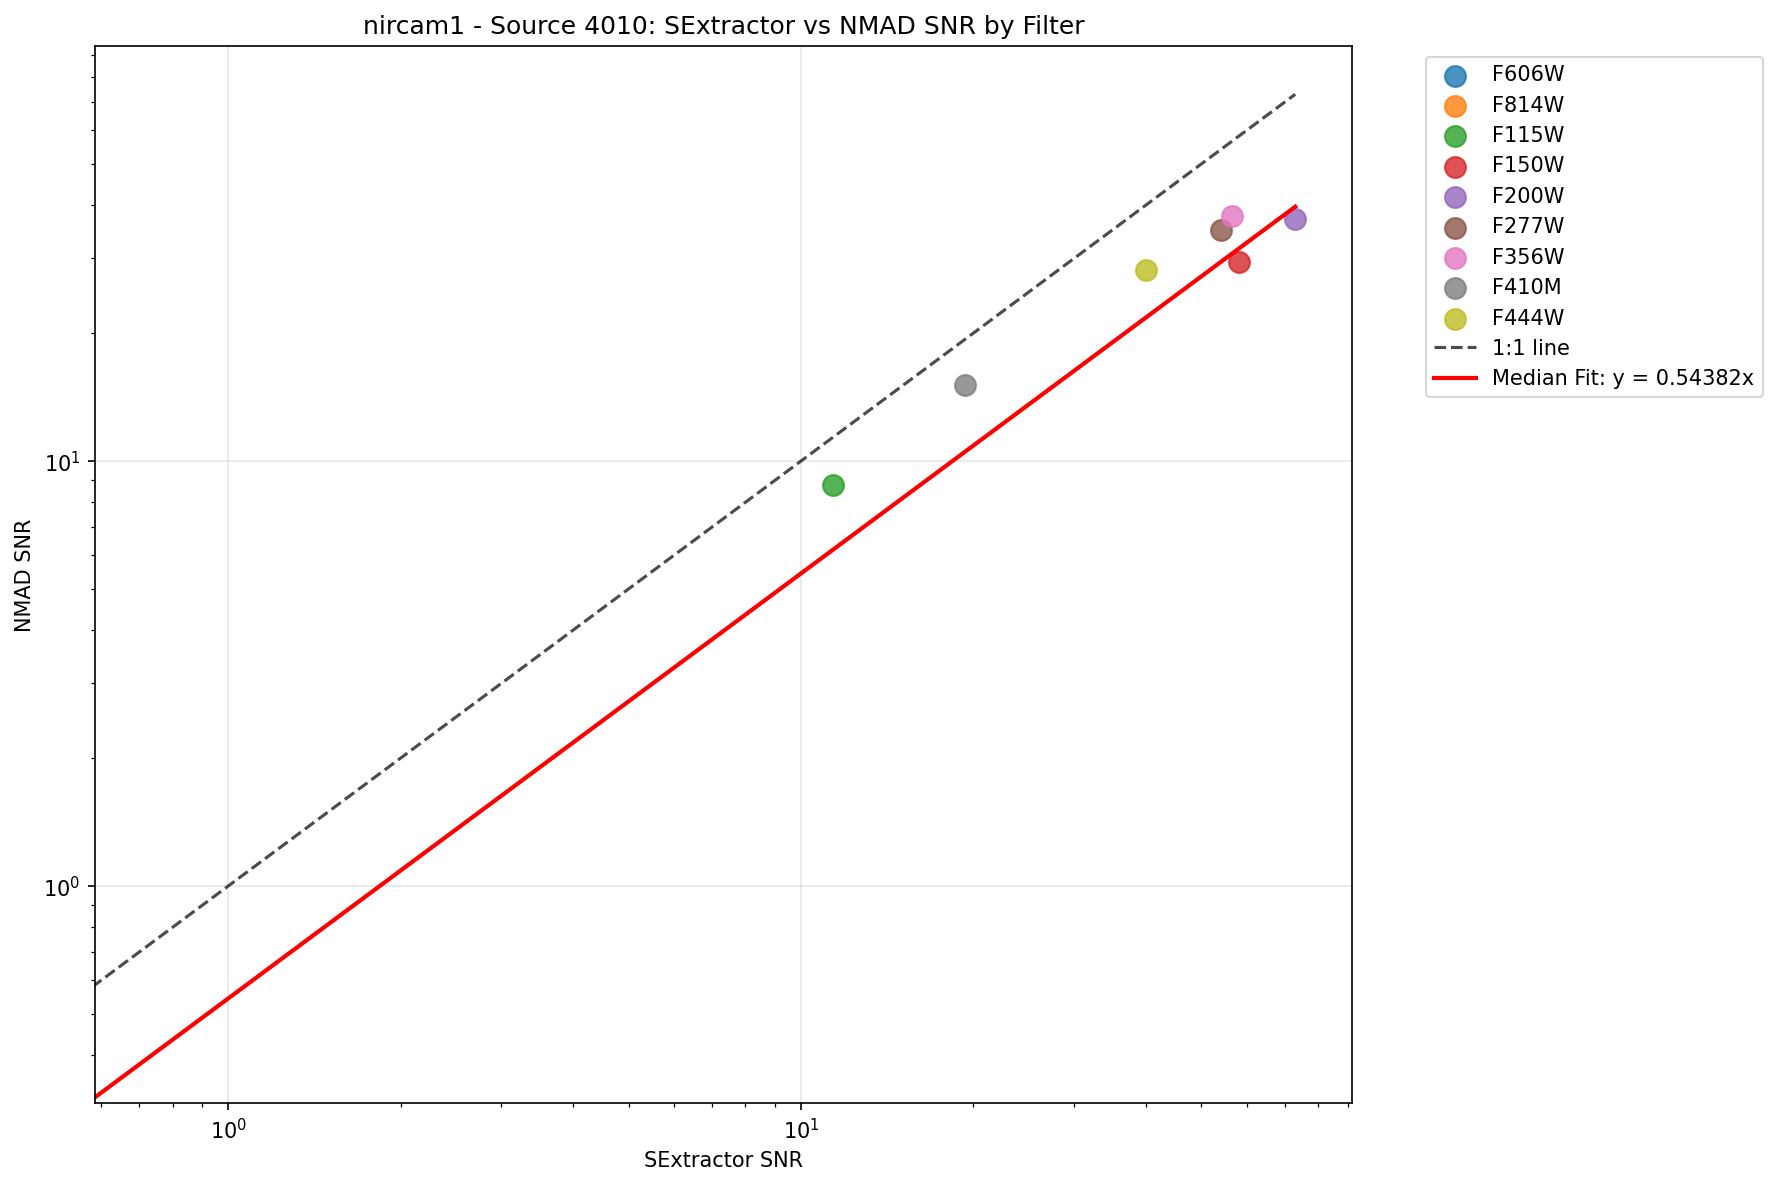 nircam1 - Source 4010: SExtractor vs NMAD SNR by Filter
F606W
F814W
F115W
F150W
F200W
F277W
F356W
F410M
F444W
1:1 line
Median Fit: y = 0.54382x
NMAD SNR
10¹
10⁰
10⁰
10¹
SExtractor SNR